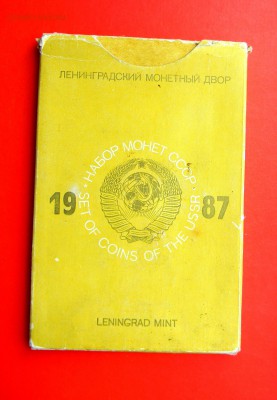 ЛЕНИНГРАДСКИЙ МОНЕТНЫЙ ДВОР
НАБОР МОНЕТ СССР
19 87
SET OF COINS OF THE USSR
LENINGRAD MINT